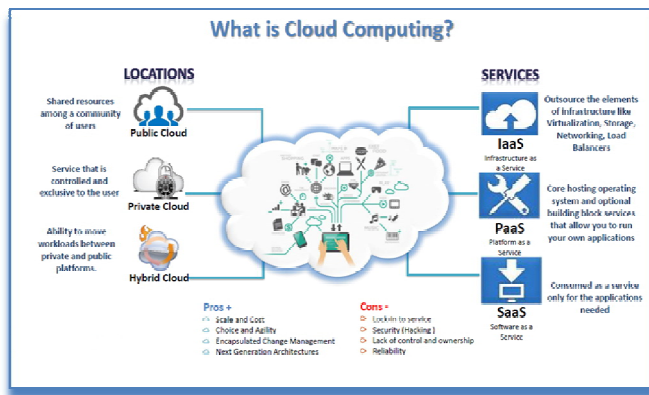 What is Cloud Computing?
LOCATIONS
Shared resources
among a community
of users
Public Cloud
Service that is
controlled and
exclusive to the user
Private Cloud
Ability to move
workloads between
private and public
platforms.
Hybrid Cloud
SERVICES
IaaS
Infrastructure as
a Service
Outsource the elements
of infrastructure like
Virtualization, Storage,
Networking, Load
Balancers
PaaS
Platform as a
Service
Core hosting operating
system and optional
building block services
that allow you to run
your own applications
SaaS
Software as a
Service
Consumed as a service
only for the applications
needed
Pros +
Scale and Cost
Choice and Agility
Encapsulated Change Management
Next Generation Architectures
Cons -
Lock-In to service
Security (Hacking )
Lack of control and ownership
Reliability